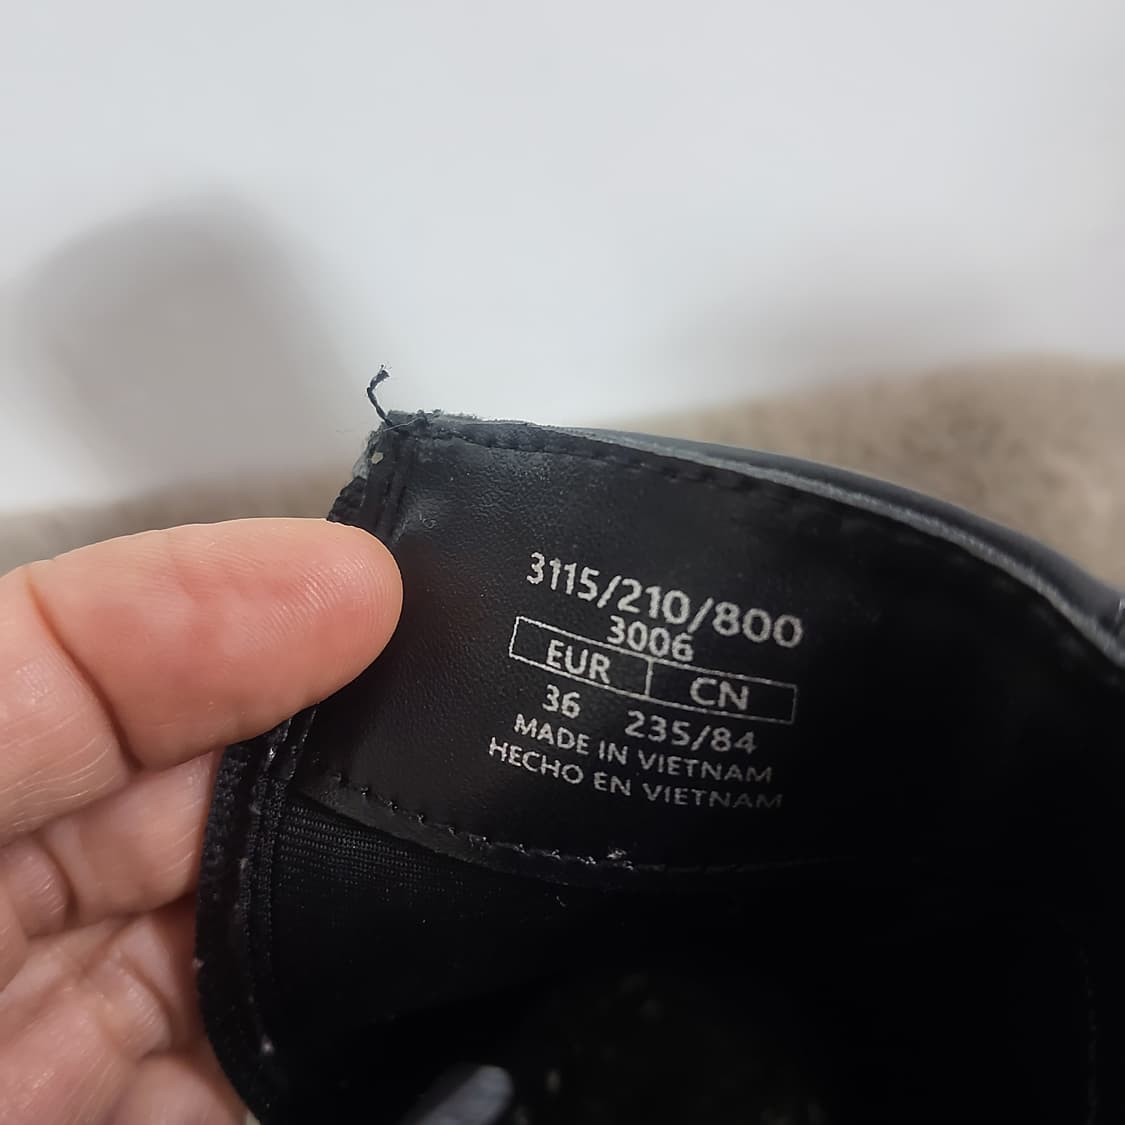 3115/210/800
3006
EUR CN
36 235/84
MADE IN VIETNAM
HECHO EN VIETNAM